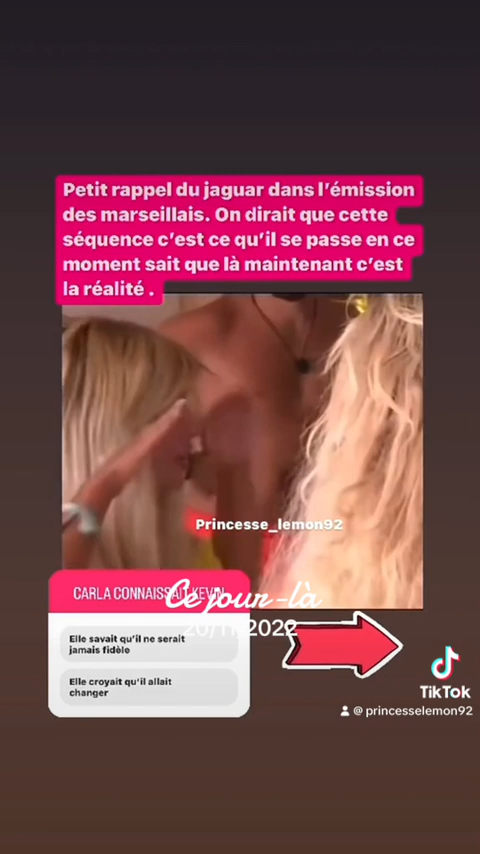 Petit rappel du jaguar dans l'émission
des marseillais. On dirait que cette
séquence c'est ce qu'il se passe en ce
moment sait que là maintenant c'est
la réalité .
Princesse_lemon92
CARLA CONNAISSAIT KEVIN
Ce jour-là
20/11/2022
Elle savait qu'il ne serait
jamais fidèle
Elle croyait qu'il allait
changer
TikTok
@princesselemon92